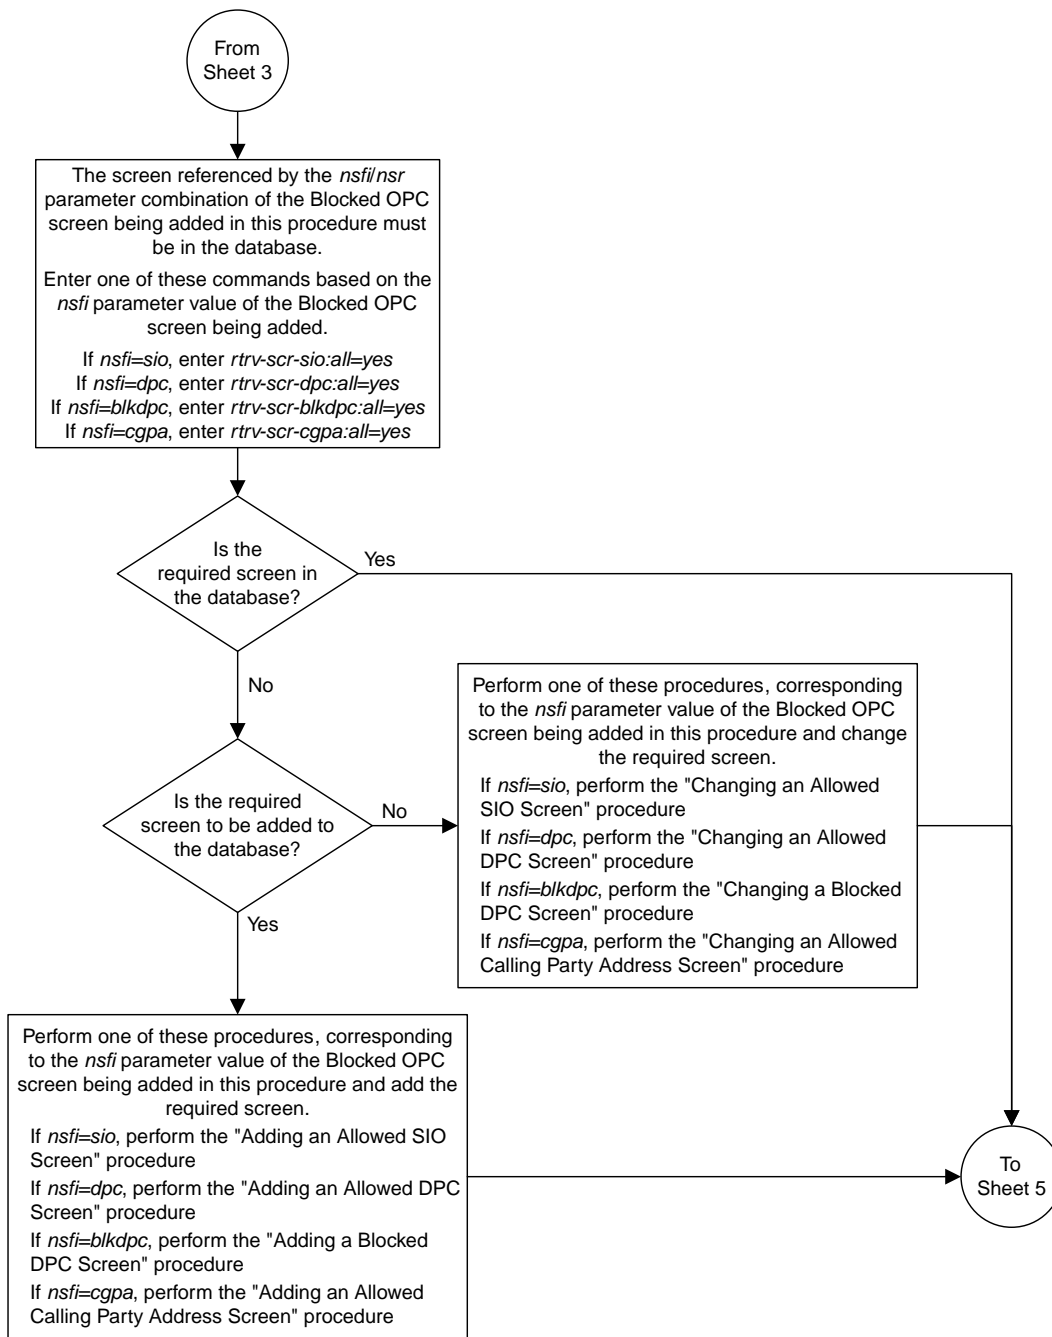 From
Sheet 3
The screen referenced by the nsfi/nsr
parameter combination of the Blocked OPC
screen being added in this procedure must
be in the database.
Enter one of these commands based on the
nsfi parameter value of the Blocked OPC
screen being added.
If nsfi=sio, enter rtrv-scr-sio:all=yes
If nsfi=dpc, enter rtrv-scr-dpc:all=yes
If nsfi=blkdpc, enter rtrv-scr-blkdpc:all=yes
If nsfi=cgpa, enter rtrv-scr-cgpa:all=yes
Is the
required screen in
the database?
Yes
No
Is the required
screen to be added to
the database?
No
Yes
Perform one of these procedures, corresponding
to the nsfi parameter value of the Blocked OPC
screen being added in this procedure and change
the required screen.
If nsfi=sio, perform the "Changing an Allowed
SIO Screen" procedure
If nsfi=dpc, perform the "Changing an Allowed
DPC Screen" procedure
If nsfi=blkdpc, perform the "Changing a Blocked
DPC Screen" procedure
If nsfi=cgpa, perform the "Changing an Allowed
Calling Party Address Screen" procedure
Perform one of these procedures, corresponding
to the nsfi parameter value of the Blocked OPC
screen being added in this procedure and add the
required screen.
If nsfi=sio, perform the "Adding an Allowed SIO
Screen" procedure
If nsfi=dpc, perform the "Adding an Allowed DPC
Screen" procedure
If nsfi=blkdpc, perform the "Adding a Blocked
DPC Screen" procedure
If nsfi=cgpa, perform the "Adding an Allowed
Calling Party Address Screen" procedure
To
Sheet 5